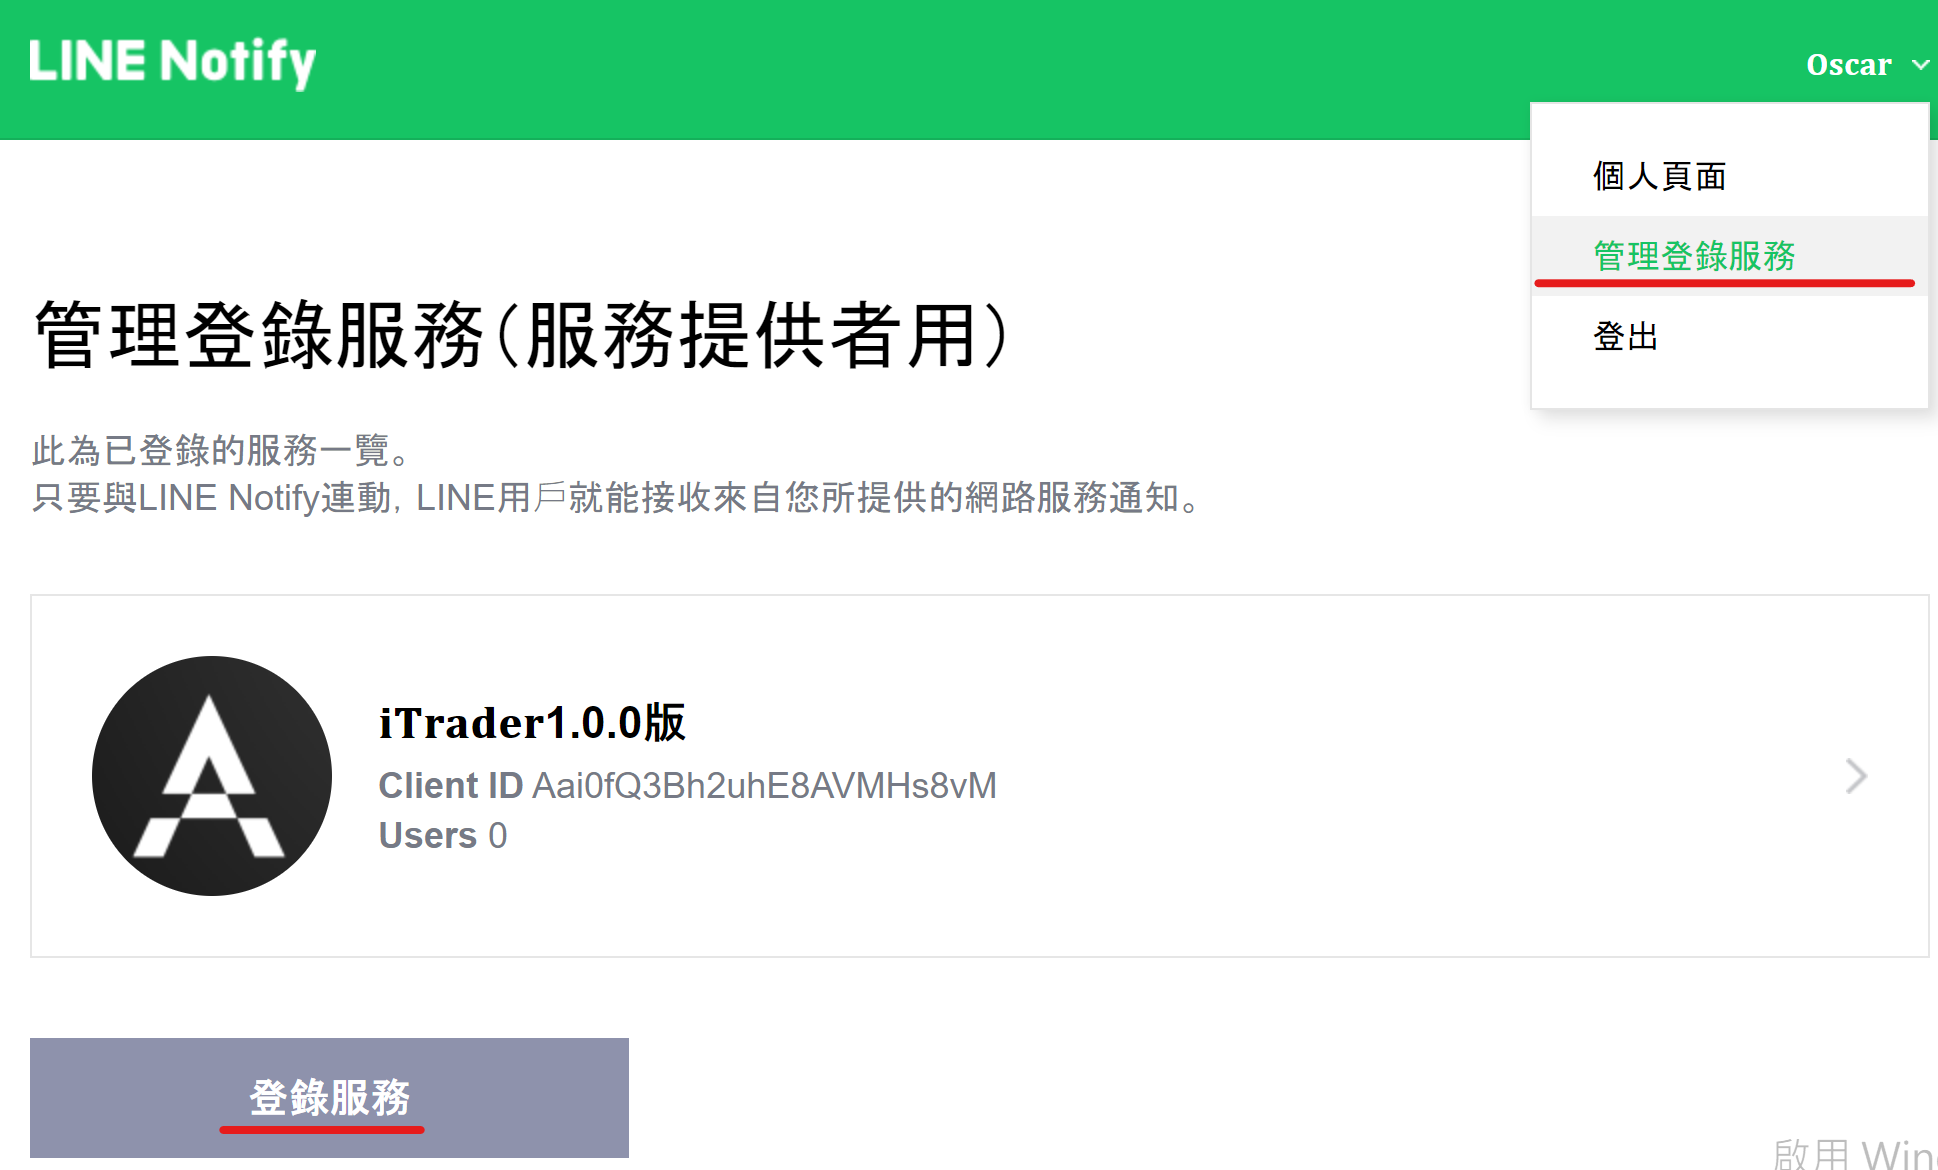 LINE Notify
Oscar
個人頁面
管理登錄服務
登出
管理登錄服務(服務提供者用)
此為已登錄的服務一覽。
只要與LINE Notify連動, LINE用戶就能接收來自您所提供的網路服務通知。
iTrader1.0.0版
Client ID Aai0fQ3Bh2uhE8AVMHs8vM
Users 0
登錄服務
啟用 Win